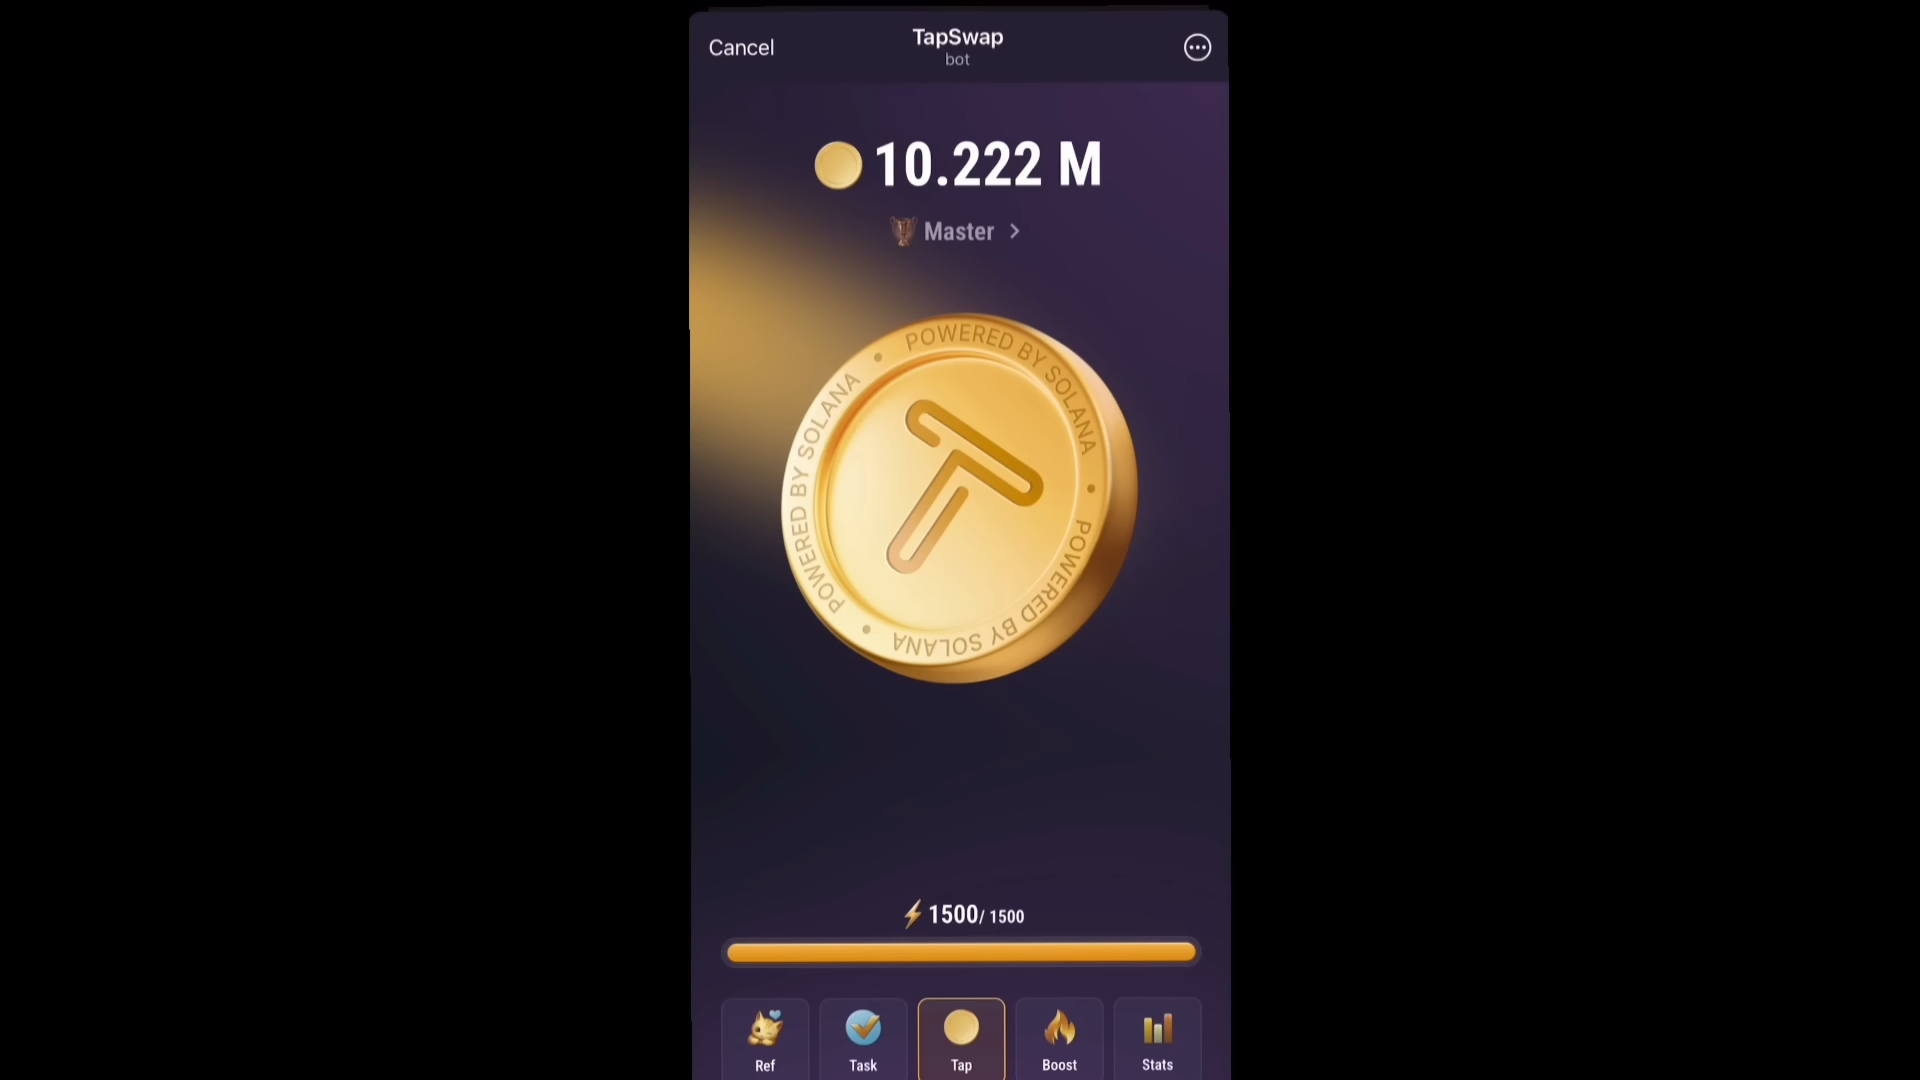 Cancel
TapSwap
bot
10.222 M
Master
POWERED BY SOLANA
POWERED BY SOLANA
POWERED BY SOLANA
1500/ 1500
Ref
Task
Tap
Boost
Stats